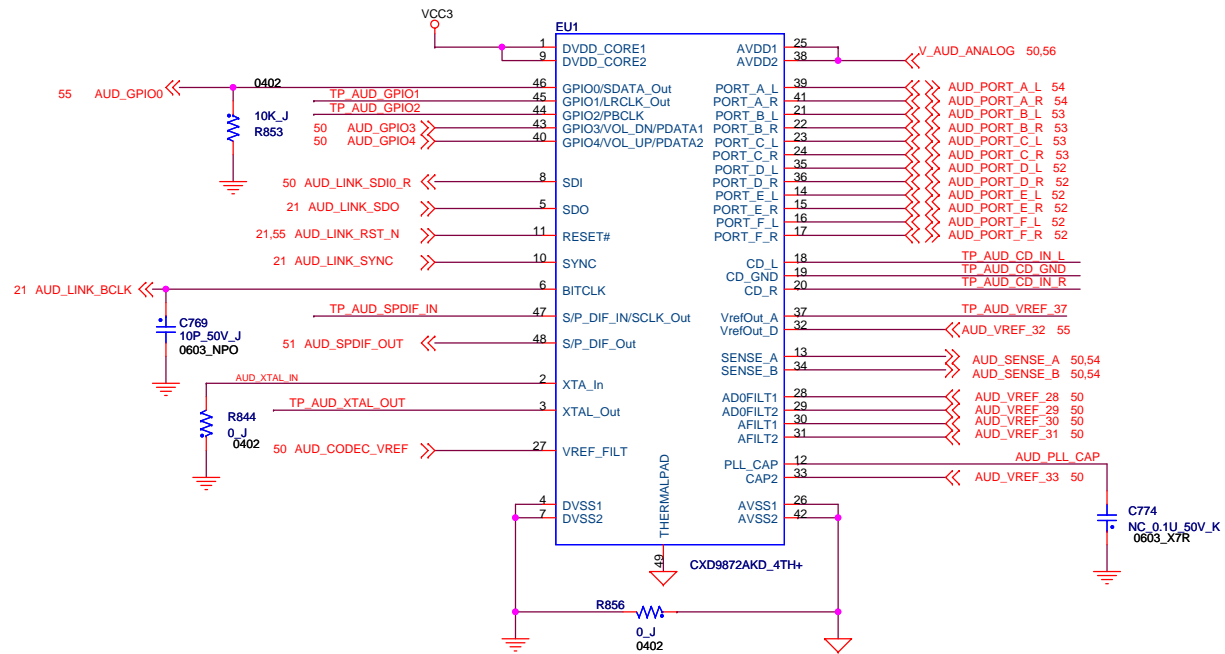 VCC3
EU1
1 DVDD_CORE1 AVDD1 25
9 DVDD_CORE2 AVDD2 38 V_AUD_ANALOG 50,56
55 AUD_GPIO0 0402 46 GPIO0/SDATA_Out PORT_A_L 39 AUD_PORT_A_L 54
TP_AUD_GPIO1 45 GPIO1/LRCLK_Out PORT_A_R 41 AUD_PORT_A_R 54
10K_J TP_AUD_GPIO2 44 GPIO2/PBCLK PORT_B_L 21 AUD_PORT_B_L 53
R853 50 AUD_GPIO3 43 GPIO3/VOL_DN/PDATA1 PORT_B_R 22 AUD_PORT_B_R 53
50 AUD_GPIO4 40 GPIO4/VOL_UP/PDATA2 PORT_C_L 23 AUD_PORT_C_L 53
PORT_C_R 24 AUD_PORT_C_R 53
PORT_D_L 35 AUD_PORT_D_L 52
50 AUD_LINK_SDI0_R 8 SDI PORT_D_R 36 AUD_PORT_D_R 52
PORT_E_L 14 AUD_PORT_E_L 52
21 AUD_LINK_SDO 5 SDO PORT_E_R 15 AUD_PORT_E_R 52
PORT_F_L 16 AUD_PORT_F_L 52
21,55 AUD_LINK_RST_N 11 RESET# PORT_F_R 17 AUD_PORT_F_R 52
21 AUD_LINK_SYNC 10 SYNC CD_L 18 TP_AUD_CD_IN_L
CD_GND 19 TP_AUD_CD_GND
21 AUD_LINK_BCLK 6 BITCLK CD_R 20 TP_AUD_CD_IN_R
TP_AUD_SPDIF_IN 47 S/P_DIF_IN/SCLK_Out VrefOut_A 37 TP_AUD_VREF_37
C769
10P_50V_J
0603_NPO
VrefOut_D 32 AUD_VREF_32 55
51 AUD_SPDIF_OUT 48 S/P_DIF_Out
SENSE_A 13 AUD_SENSE_A 50,54
SENSE_B 34 AUD_SENSE_B 50,54
AUD_XTAL_IN 2 XTA_In
AD0FILT1 28 AUD_VREF_28 50
TP_AUD_XTAL_OUT 3 XTAL_Out AD0FILT2 29 AUD_VREF_29 50
R844
0_J
0402
AFILT1 30 AUD_VREF_30 50
AFILT2 31 AUD_VREF_31 50
50 AUD_CODEC_VREF 27 VREF_FILT
PLL_CAP 12 AUD_PLL_CAP
CAP2 33 AUD_VREF_33 50
4 DVSS1 AVSS1 26
7 DVSS2 AVSS2 42
THERMALPAD
49
C774
NC_0.1U_50V_K
0603_X7R
CXD9872AKD_4TH+
R856
0_J
0402